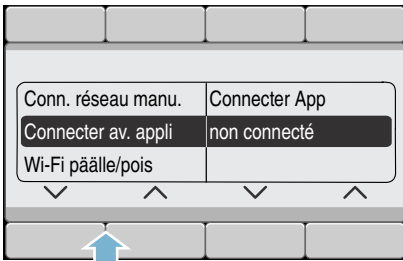 Conn. réseau manu.
Connecter App
Connecter av. appli
non connecté
Wi-Fi päälle/pois